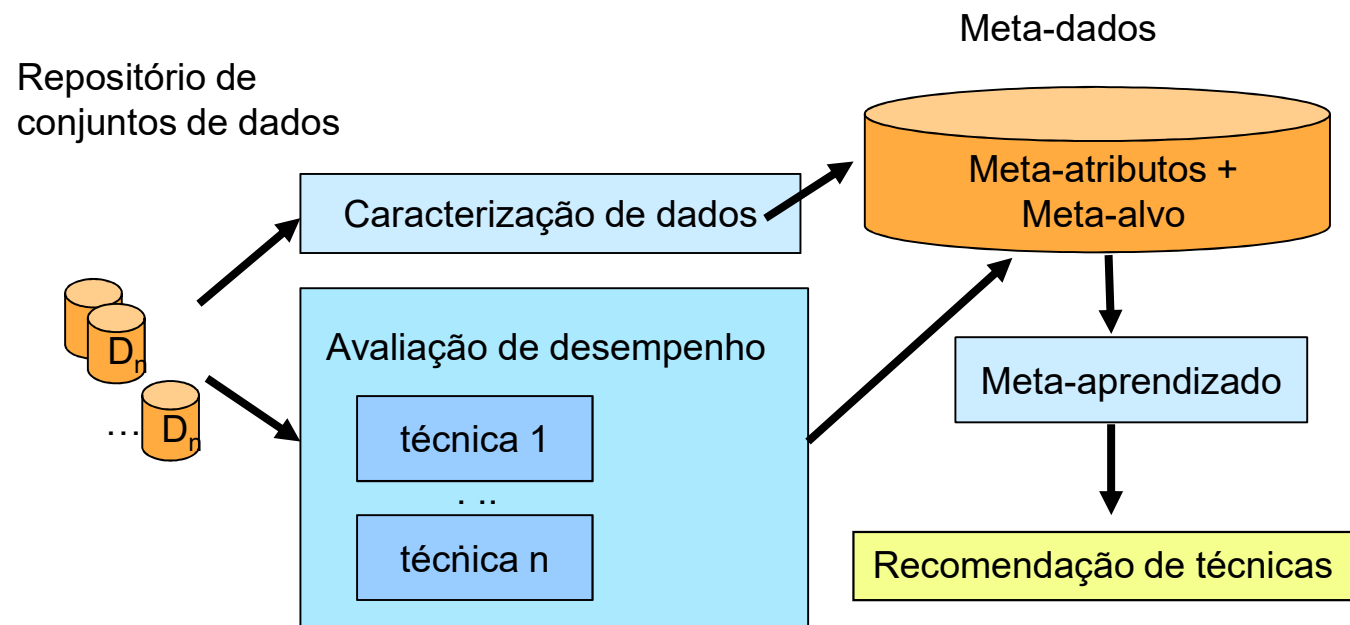 Meta-dados
Repositório de
conjuntos de dados
Caracterização de dados
Meta-atributos +
Meta-alvo
Avaliação de desempenho
Dn
... Dn
técnica 1
. ..
técnica n
Meta-aprendizado
Recomendação de técnicas